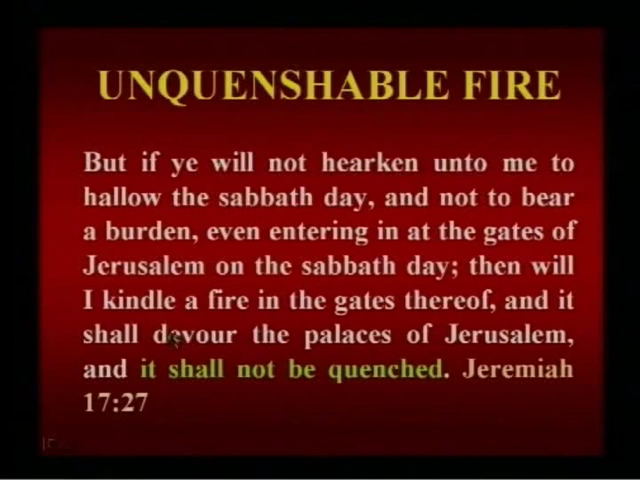 UNQUENSHABLE FIRE
But if ye will not hearken unto me to
hallow the sabbath day, and not to bear
a burden, even entering in at the gates of
Jerusalem on the sabbath day; then will
I kindle a fire in the gates thereof, and it
shall devour the palaces of Jerusalem,
and it shall not be quenched. Jeremiah
17:27